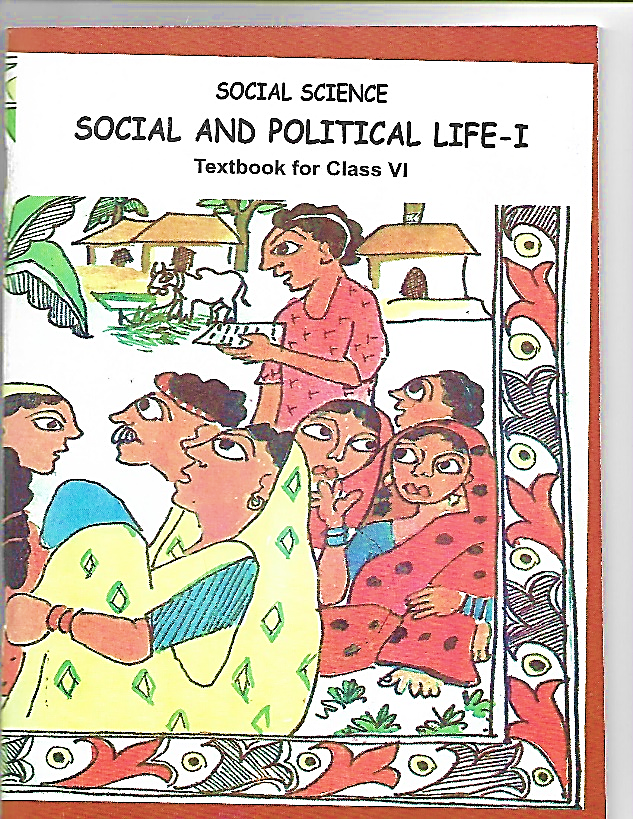 SOCIAL SCIENCE
SOCIAL AND POLITICAL LIFE-I
Textbook for Class VI